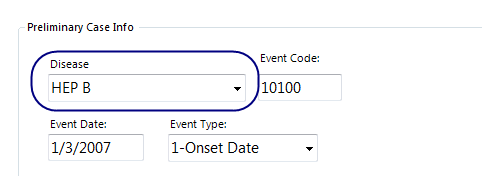 Preliminary Case Info
Disease
Event Code:
HEP B
10100
Event Date:
Event Type:
1/3/2007
1-Onset Date